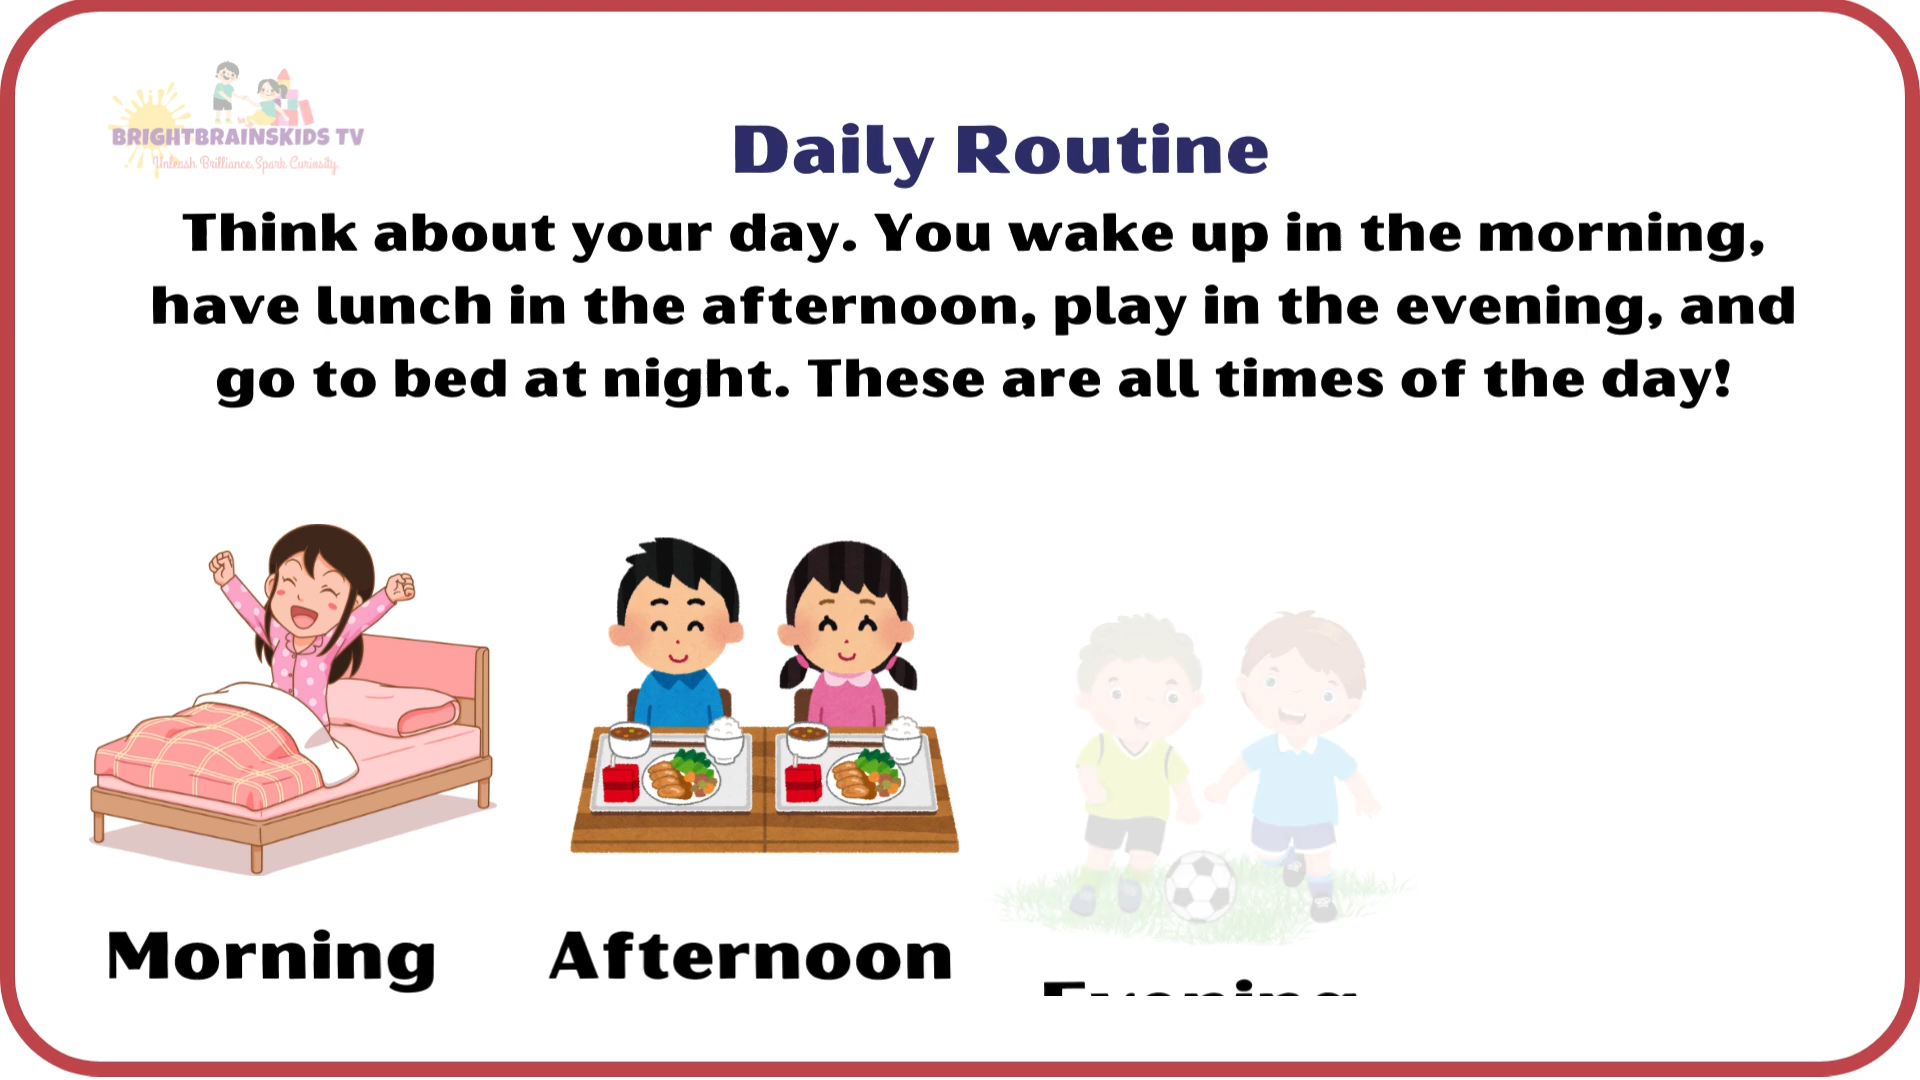 BRIGHTBRAINSKIDS TV
Unleash Brilliance, Spark Curiosity.
Daily Routine
Think about your day. You wake up in the morning,
have lunch in the afternoon, play in the evening, and
go to bed at night. These are all times of the day!
Morning
Afternoon
Evening